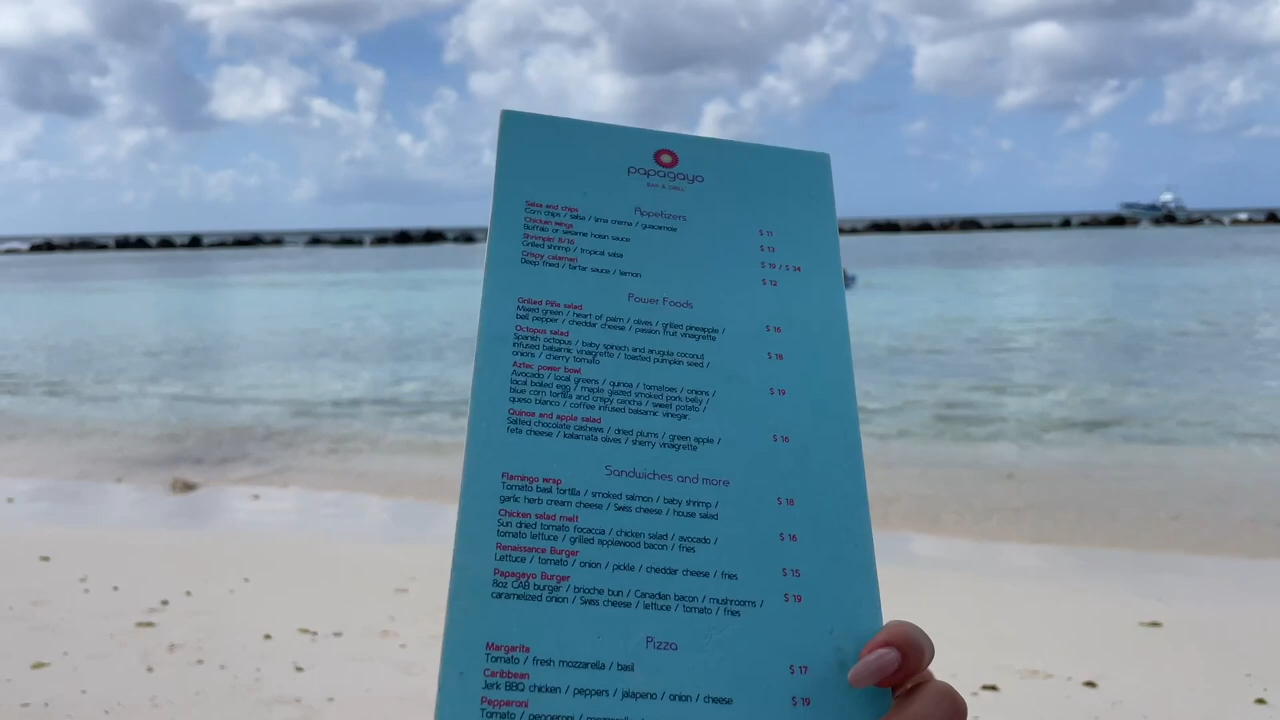 papagayo
BAR & GRILL
Appetizers
Salsa and chips
Corn chips / salsa / lima crema / guacamole $ 11
Chicken wings
Buffalo or sesame hoisin sauce $ 13
Shrimpin' 8/16
Grilled shrimp / tropical salsa $ 19 / $ 34
Crispy calamari
Deep fried / tartar sauce / lemon $ 12
Power Foods
Grilled Piña salad
Mixed green / heart of palm / olives / grilled pineapple / $ 16
bell pepper / cheddar cheese / passion fruit vinaigrette
Octopus salad
Spanish octopus / baby spinach and arugula coconut $ 18
infused balsamic vinaigrette / toasted pumpkin seed /
onions / cherry tomato
Aztec power bowl
Avocado / local greens / quinoa / tomatoes / onions / $ 19
local boiled egg / maple glazed smoked pork belly /
blue corn tortilla and crispy cancha / sweet potato /
queso blanco / coffee infused balsamic vinegar.
Quinoa and apple salad
Salted chocolate cashews / dried plums / green apple / $ 16
feta cheese / kalamata olives / sherry vinaigrette
Sandwiches and more
Flamingo wrap
Tomato basil tortilla / smoked salmon / baby shrimp / $ 18
garlic herb cream cheese / Swiss cheese / house salad
Chicken salad melt
Sun dried tomato focaccia / chicken salad / avocado / $ 16
tomato lettuce / grilled applewood bacon / fries
Renaissance Burger
Lettuce / tomato / onion / pickle / cheddar cheese / fries $ 15
Papagayo Burger
8oz CAB burger / brioche bun / Canadian bacon / mushrooms / $ 19
caramelized onion / Swiss cheese / lettuce / tomato / fries
Pizza
Margarita
Tomato / fresh mozzarella / basil $ 17
Caribbean
Jerk BBQ chicken / peppers / jalapeno / onion / cheese $ 19
Pepperoni
Tomato / pepperoni /